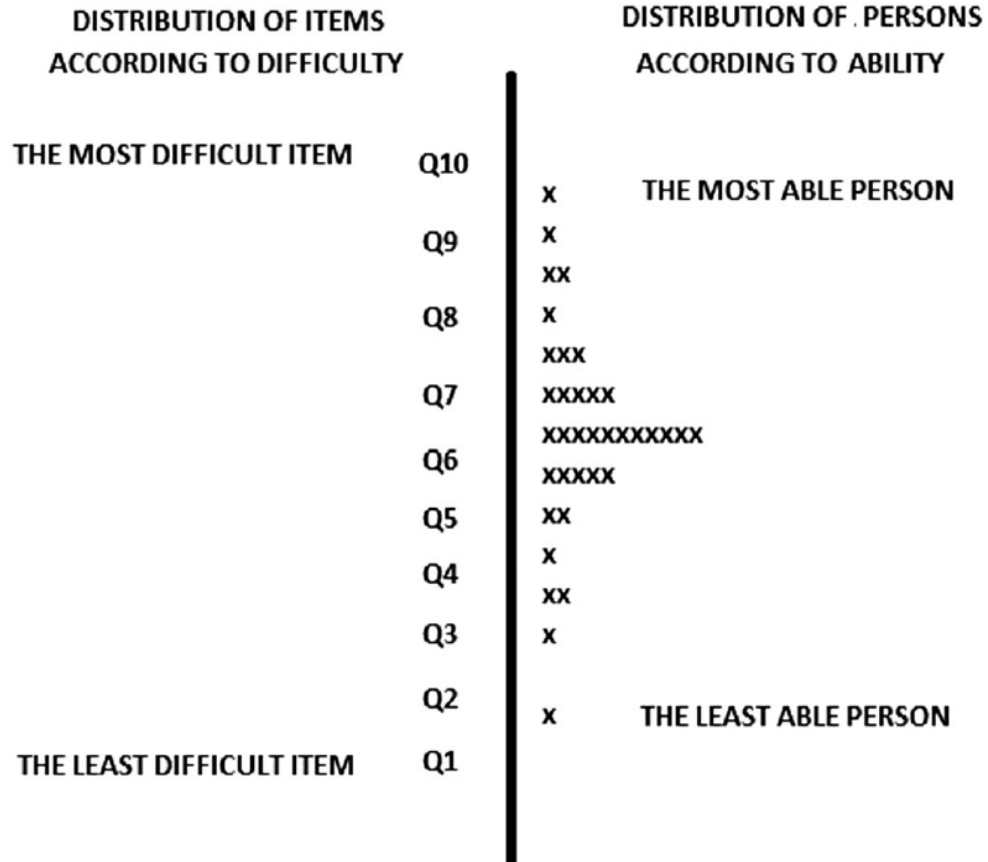 DISTRIBUTION OF ITEMS
ACCORDING TO DIFFICULTY
DISTRIBUTION OF . PERSONS
ACCORDING TO ABILITY
THE MOST DIFFICULT ITEM Q10
X THE MOST ABLE PERSON
Q9 X
XX
Q8 X
XXX
Q7 XXXXX
XXXXXXXXXXX
Q6
XXXXX
Q5 XX
X
Q4
XX
Q3 X
Q2
X THE LEAST ABLE PERSON
THE LEAST DIFFICULT ITEM Q1